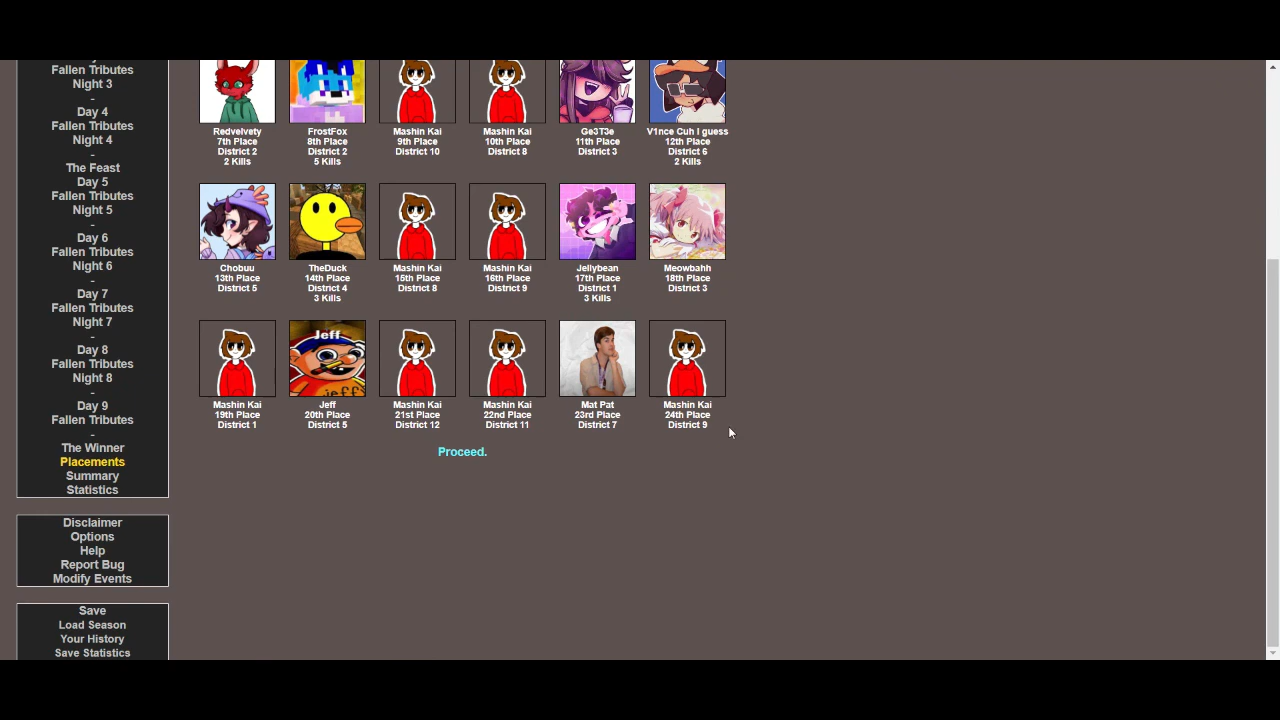 Fallen Tributes
Night 3
-
Day 4
Fallen Tributes
Night 4
-
The Feast
Day 5
Fallen Tributes
Night 5
-
Day 6
Fallen Tributes
Night 6
-
Day 7
Fallen Tributes
Night 7
-
Day 8
Fallen Tributes
Night 8
-
Day 9
Fallen Tributes
-
The Winner
Placements
Summary
Statistics
Disclaimer
Options
Help
Report Bug
Modify Events
Save
Load Season
Your History
Save Statistics
Redvelvety
7th Place
District 2
2 Kills
FrostFox
8th Place
District 2
5 Kills
Mashin Kai
9th Place
District 10
Mashin Kai
10th Place
District 8
Ge3T3e
11th Place
District 3
V1nce Cuh I guess
12th Place
District 6
2 Kills
Chobuu
13th Place
District 5
TheDuck
14th Place
District 4
3 Kills
Mashin Kai
15th Place
District 8
Mashin Kai
16th Place
District 9
Jellybean
17th Place
District 1
3 Kills
Meowbahh
18th Place
District 3
Mashin Kai
19th Place
District 1
Jeff
jeff
Jeff
20th Place
District 5
Mashin Kai
21st Place
District 12
Mashin Kai
22nd Place
District 11
Mat Pat
23rd Place
District 7
Mashin Kai
24th Place
District 9
Proceed.